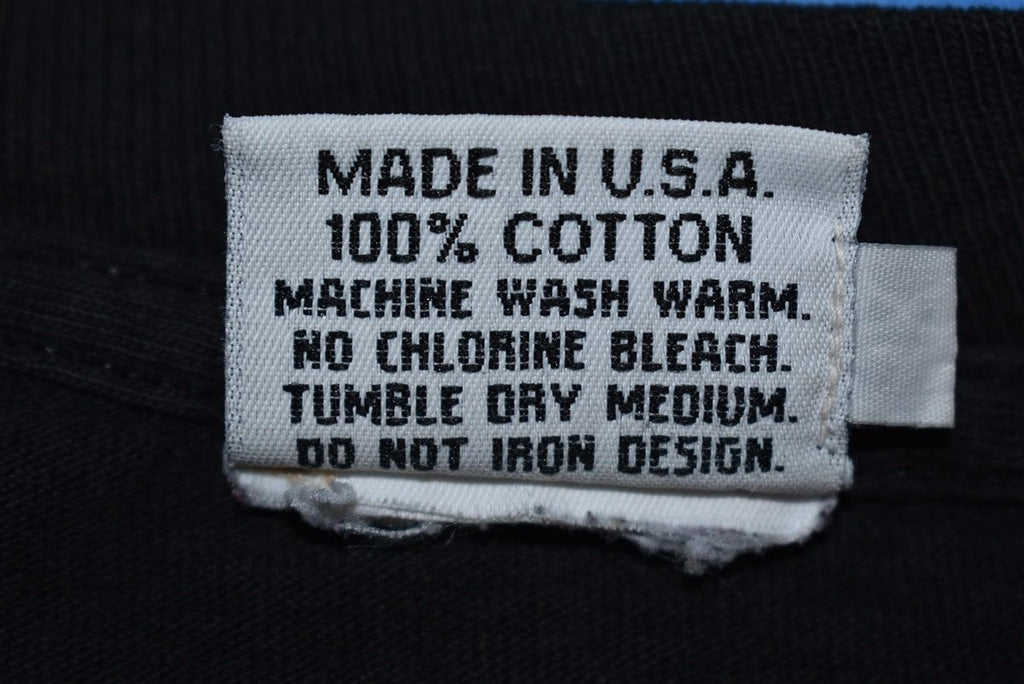 MADE IN U.S.A.
100% COTTON
MACHINE WASH WARM.
NO CHLORINE BLEACH.
TUMBLE DRY MEDIUM.
DO NOT IRON DESIGN.